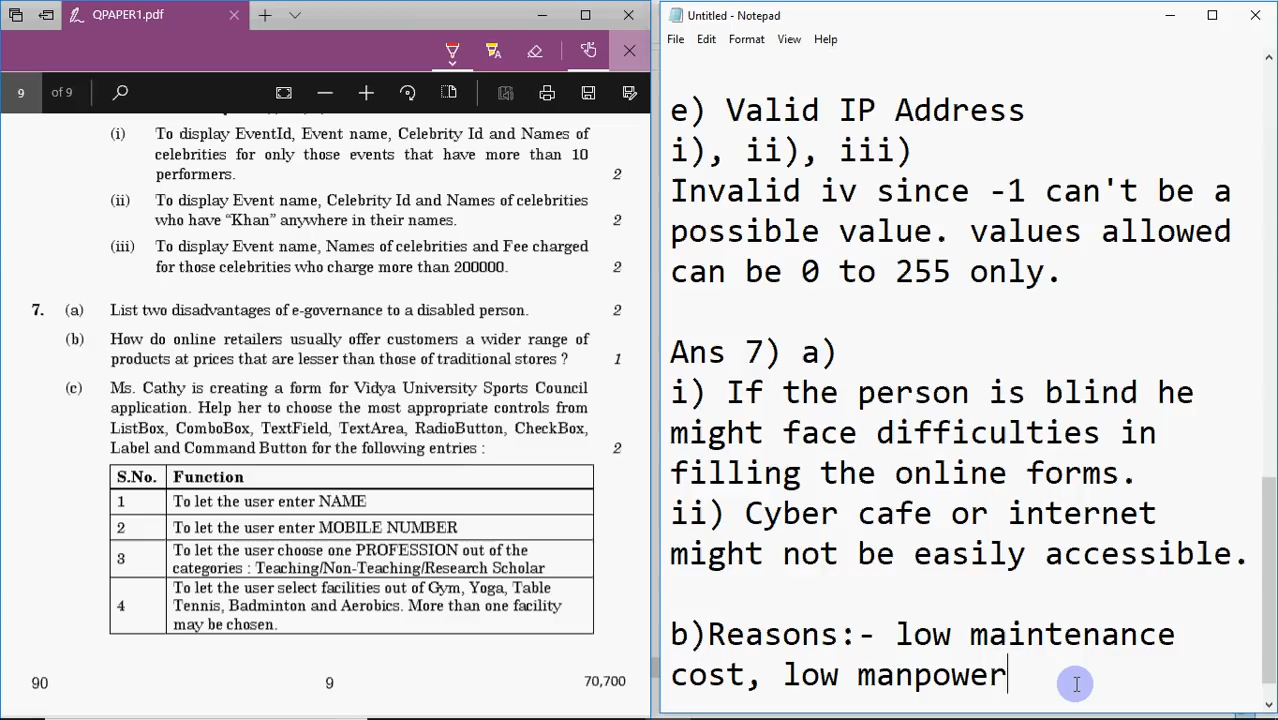 QPAPER1.pdf
9 of 9
(i) To display EventId, Event name, Celebrity Id and Names of
celebrities for only those events that have more than 10
performers. 2
(ii) To display Event name, Celebrity Id and Names of celebrities
who have “Khan” anywhere in their names. 2
(iii) To display Event name, Names of celebrities and Fee charged
for those celebrities who charge more than 200000. 2
7. (a) List two disadvantages of e-governance to a disabled person. 2
(b) How do online retailers usually offer customers a wider range of
products at prices that are lesser than those of traditional stores ? 1
(c) Ms. Cathy is creating a form for Vidya University Sports Council
application. Help her to choose the most appropriate controls from
ListBox, ComboBox, TextField, TextArea, RadioButton, CheckBox,
Label and Command Button for the following entries : 2
S.No. Function
1 To let the user enter NAME
2 To let the user enter MOBILE NUMBER
3 To let the user choose one PROFESSION out of the
categories : Teaching/Non-Teaching/Research Scholar
4 To let the user select facilities out of Gym, Yoga, Table
Tennis, Badminton and Aerobics. More than one facility
may be chosen.
90 9 70,700
Untitled - Notepad
File Edit Format View Help
e) Valid IP Address
i), ii), iii)
Invalid iv since -1 can't be a
possible value. values allowed
can be 0 to 255 only.
Ans 7) a)
i) If the person is blind he
might face difficulties in
filling the online forms.
ii) Cyber cafe or internet
might not be easily accessible.
b)Reasons:- low maintenance
cost, low manpower